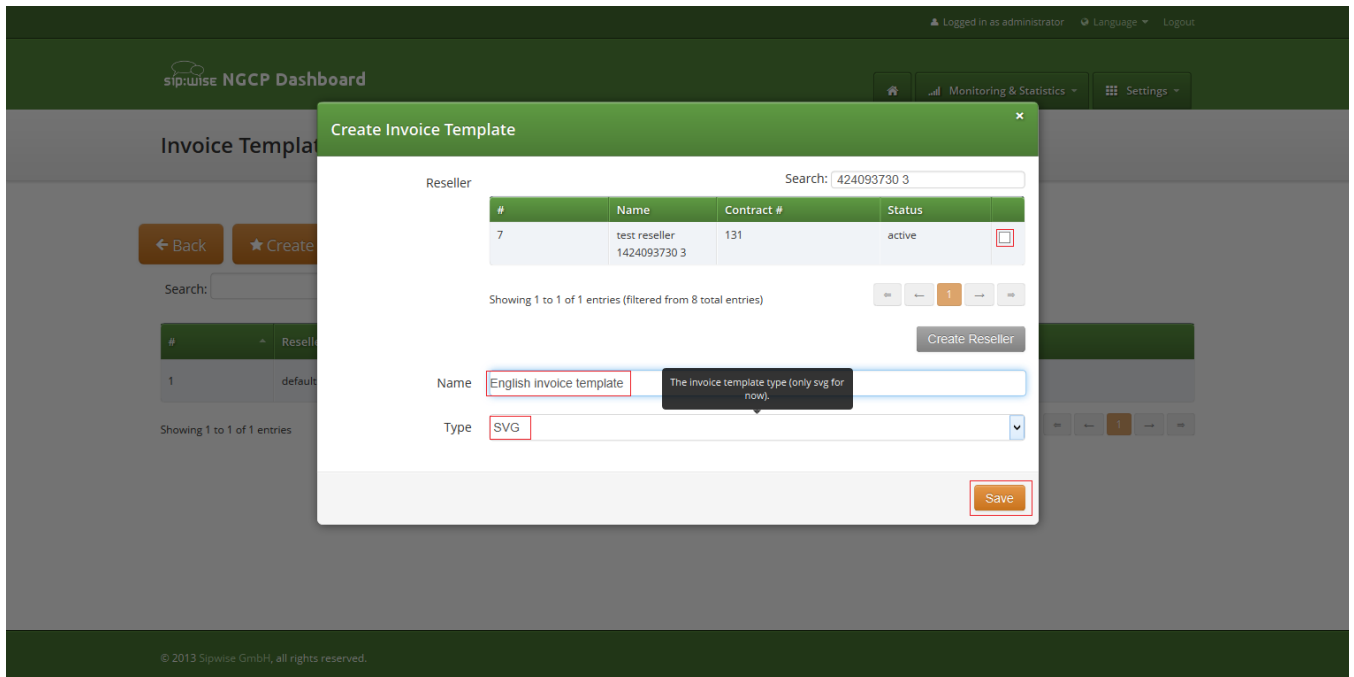 Logged in as administrator Language Logout
sip:wise NGCP Dashboard
Monitoring & Statistics Settings
Create Invoice Template ×
Invoice Templat
Reseller Search: 424093730 3
# Name Contract # Status
7 test reseller 131 active
1424093730 3
Back Create
Search:
Showing 1 to 1 of 1 entries (filtered from 8 total entries) ⇐ ← 1 → ⇒
Create Reseller
# Reselle
1 default
Name English invoice template
The invoice template type (only svg for
now).
Type SVG
Showing 1 to 1 of 1 entries ⇐ ← 1 → ⇒
Save
© 2013 Sipwise GmbH, all rights reserved.